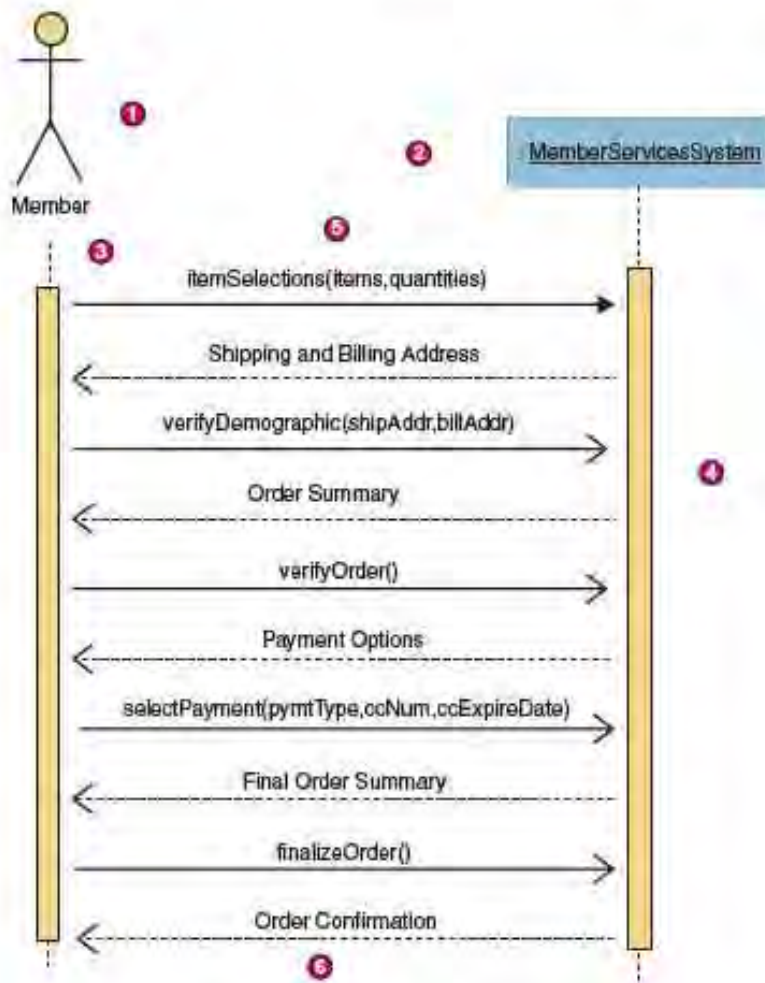 1
2
MemberServicesSystem
Member
3
5
itemSelections(items,quantities)
Shipping and Billing Address
verifyDemographic(shipAddr,billAddr)
4
Order Summary
verifyOrder()
Payment Options
selectPayment(pymtType,ccNum,ccExpireDate)
Final Order Summary
finalizeOrder()
Order Confirmation
6